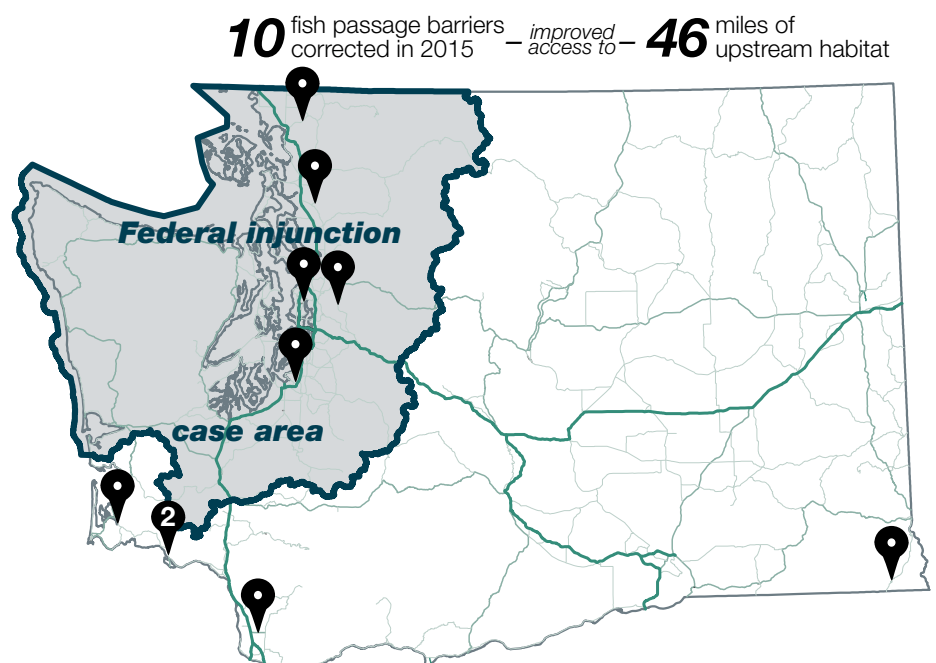 10 fish passage barriers
corrected in 2015
– improved
access to –
46 miles of
upstream habitat
Federal injunction
case area
2